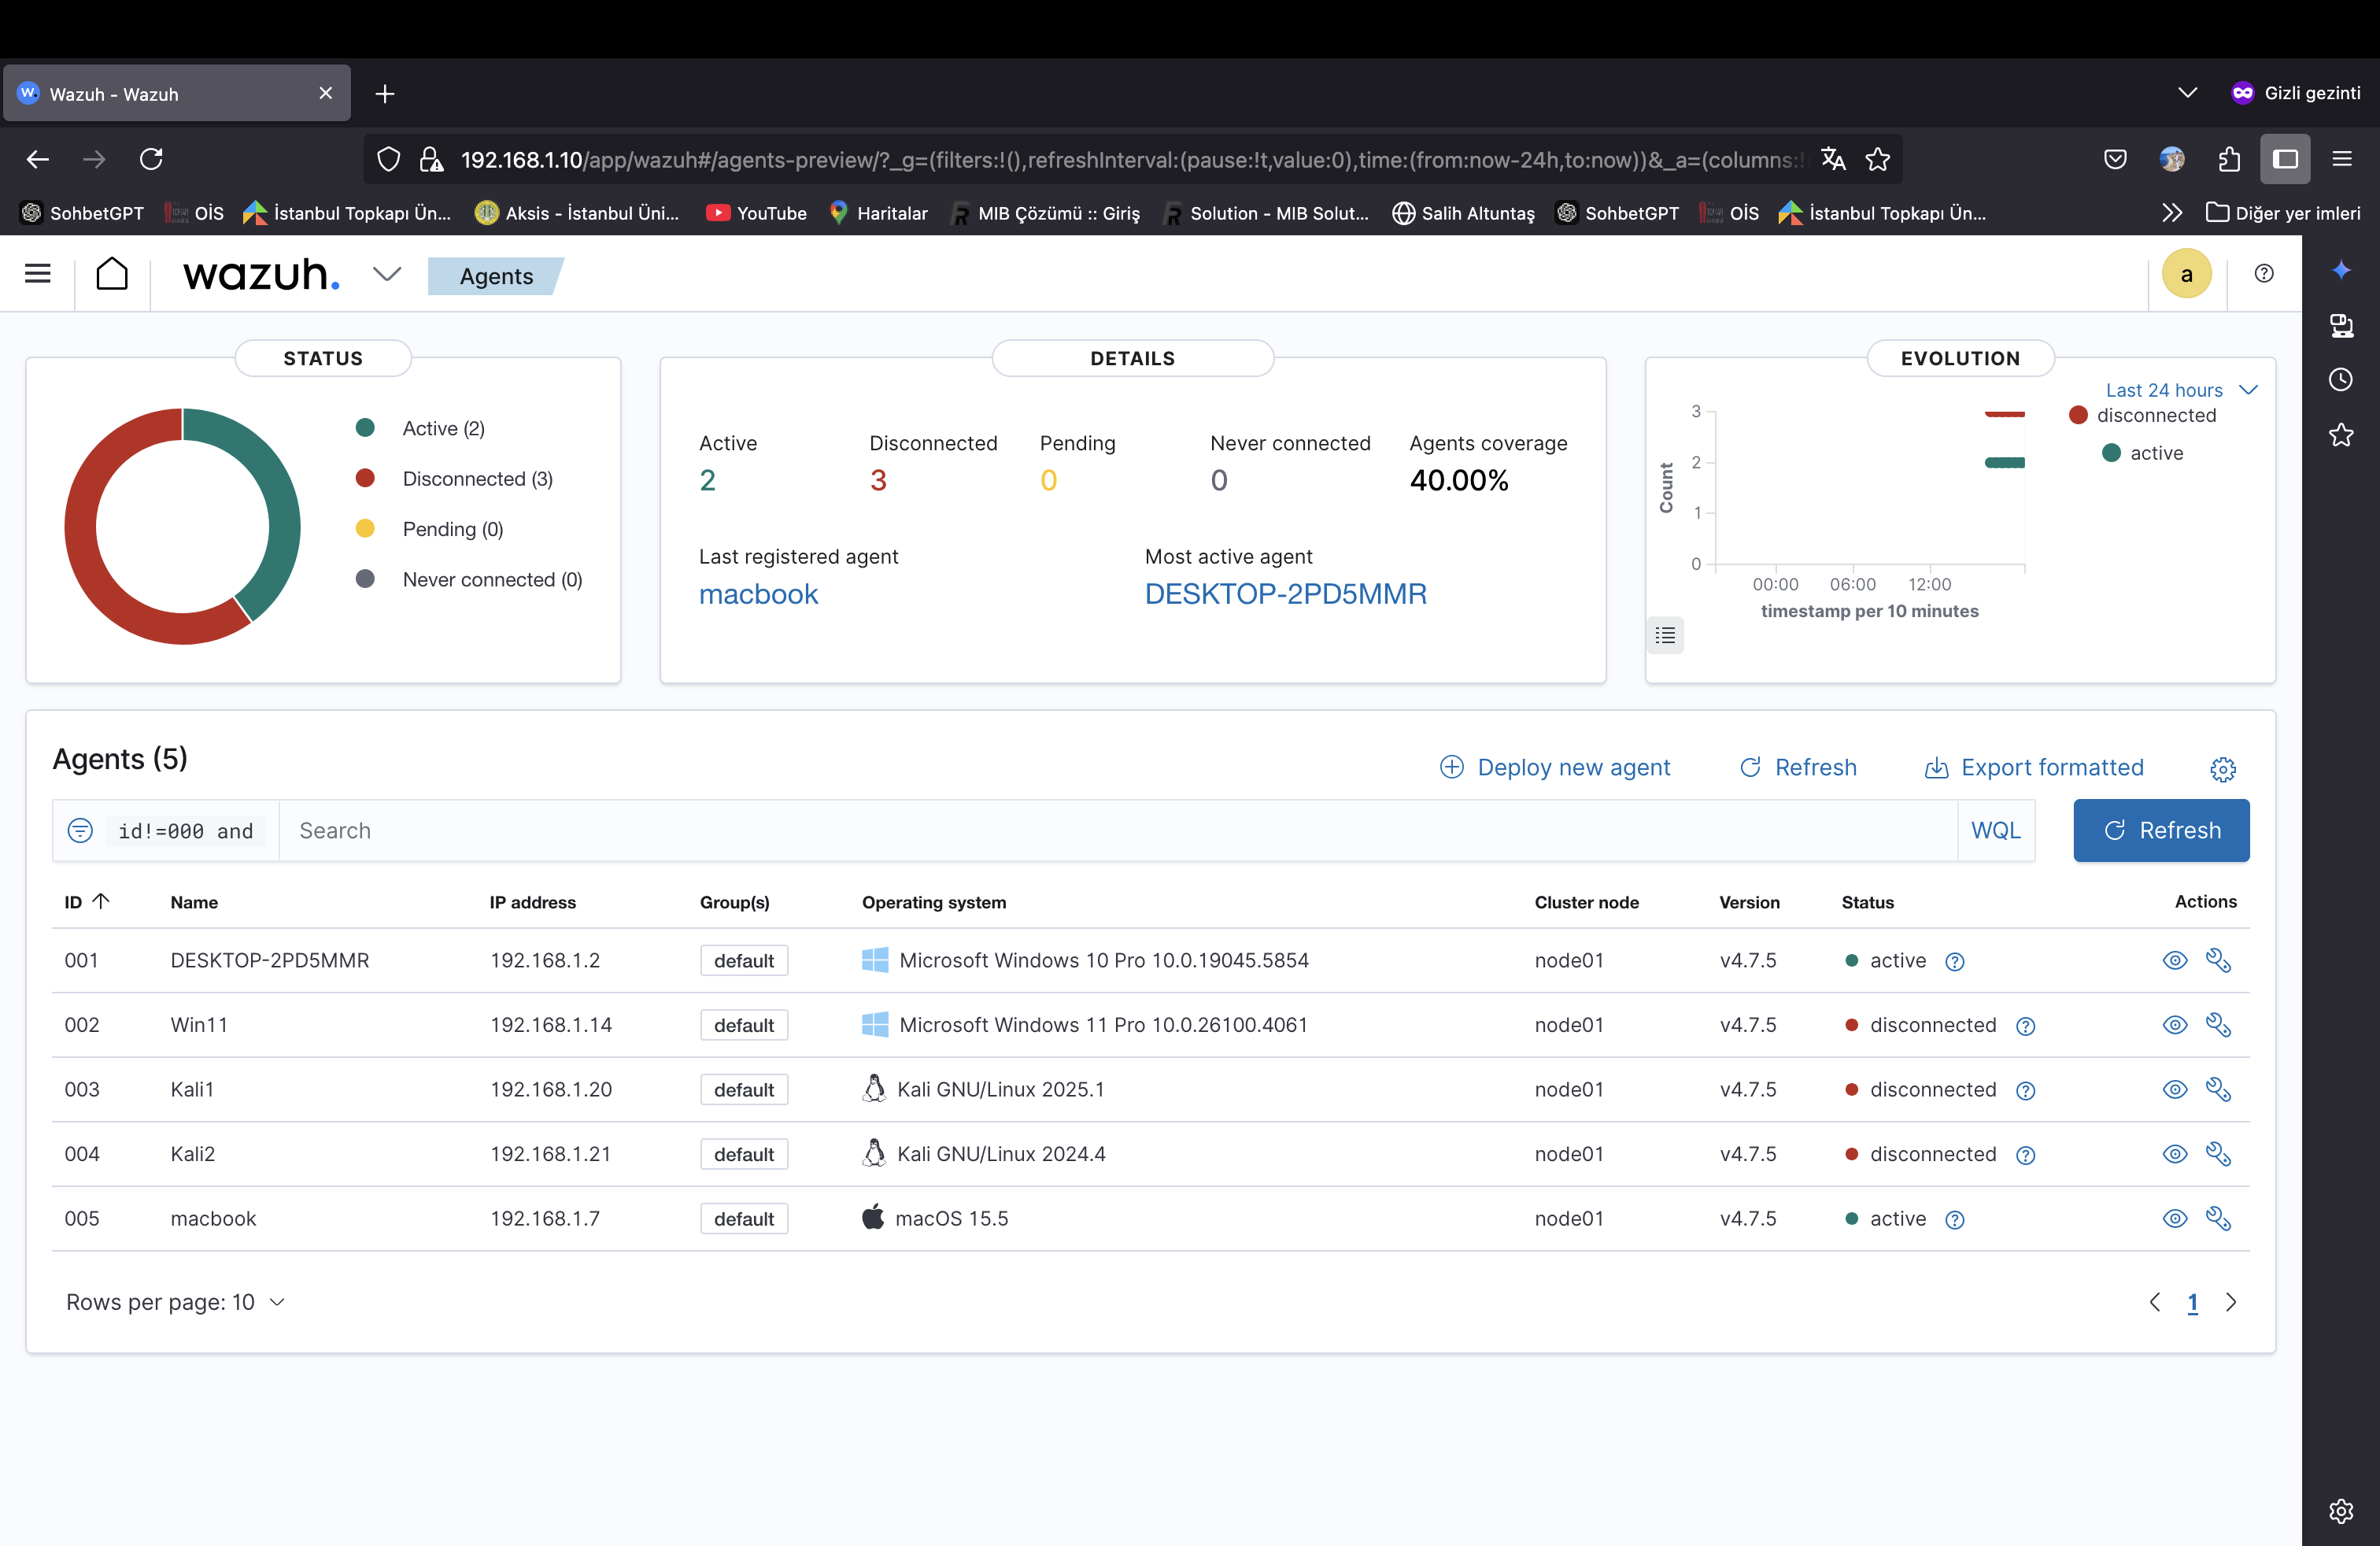 Wazuh - Wazuh
Gizli gezinti
192.168.1.10/app/wazuh#/agents-preview/?_g=(filters:!(),refreshInterval:(pause:!t,value:0),time:(from:now-24h,to:now))&_a=(columns:!
SohbetGPT OİS İstanbul Topkapı Ün... Aksis - İstanbul Üni... YouTube Haritalar MIB Çözümü :: Giriş Solution - MIB Solut... Salih Altuntaş SohbetGPT OİS İstanbul Topkapı Ün... Diğer yer imleri
wazuh. Agents a
STATUS
Active (2)
Disconnected (3)
Pending (0)
Never connected (0)
DETAILS
Active Disconnected Pending Never connected Agents coverage
2 3 0 0 40.00%
Last registered agent Most active agent
macbook DESKTOP-2PD5MMR
EVOLUTION
Last 24 hours
disconnected
active
Count
3
2
1
0
00:00 06:00 12:00
timestamp per 10 minutes
Agents (5)
Deploy new agent Refresh Export formatted
id!=000 and Search WQL Refresh
ID Name IP address Group(s) Operating system Cluster node Version Status Actions
001 DESKTOP-2PD5MMR 192.168.1.2 default Microsoft Windows 10 Pro 10.0.19045.5854 node01 v4.7.5 active
002 Win11 192.168.1.14 default Microsoft Windows 11 Pro 10.0.26100.4061 node01 v4.7.5 disconnected
003 Kali1 192.168.1.20 default Kali GNU/Linux 2025.1 node01 v4.7.5 disconnected
004 Kali2 192.168.1.21 default Kali GNU/Linux 2024.4 node01 v4.7.5 disconnected
005 macbook 192.168.1.7 default macOS 15.5 node01 v4.7.5 active
Rows per page: 10
1